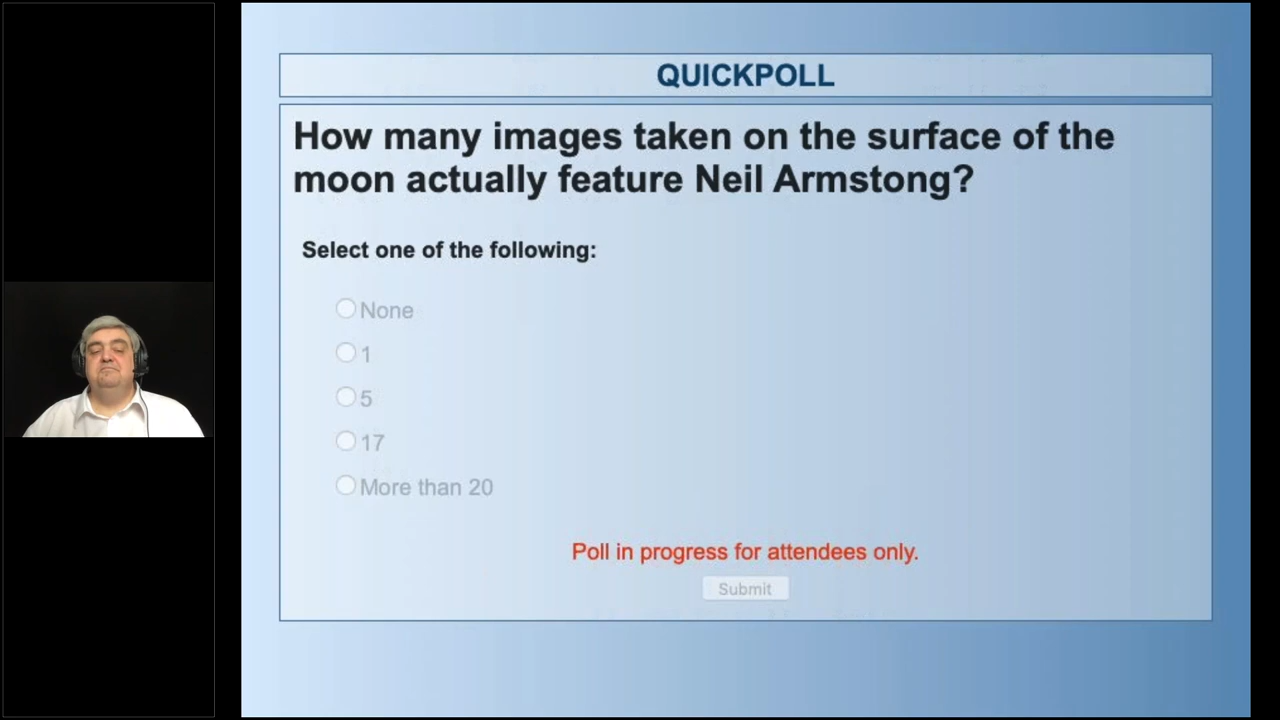 QUICKPOLL
How many images taken on the surface of the
moon actually feature Neil Armstong?
Select one of the following:
None
1
5
17
More than 20
Poll in progress for attendees only.
Submit